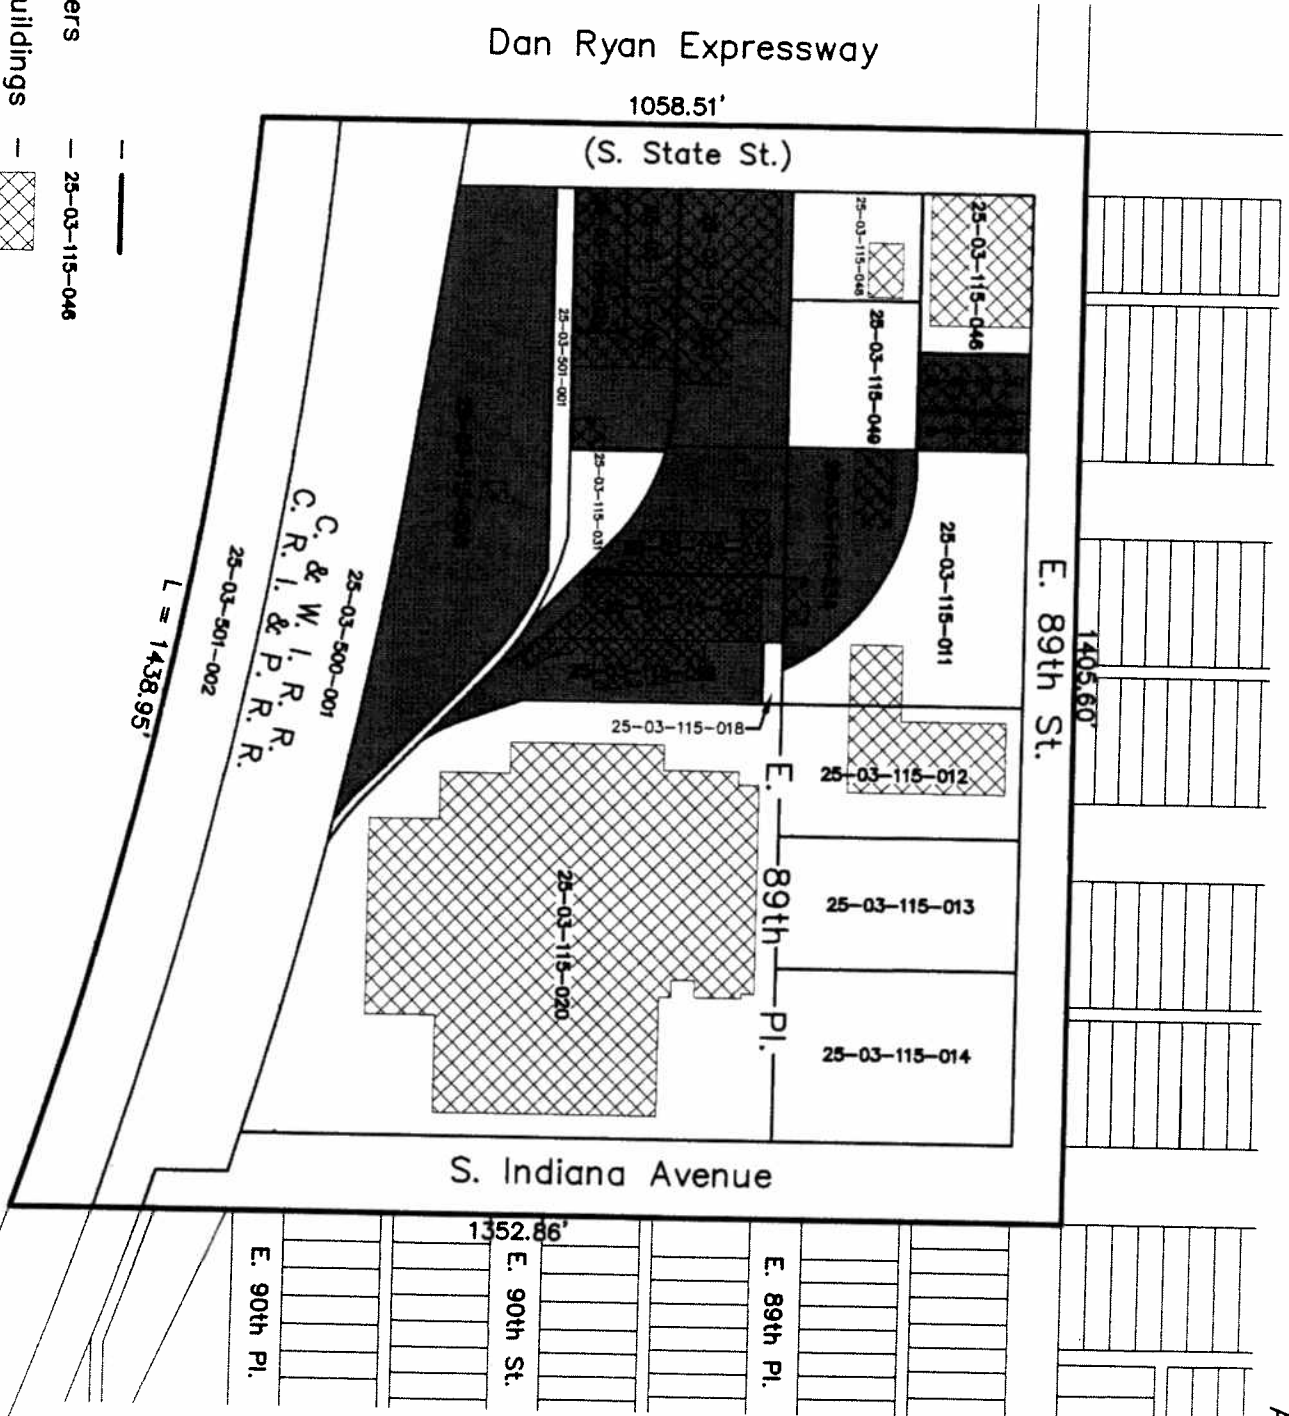 Dan Ryan Expressway
1058.51'
(S. State St.)
ers — 25-03-115-046
uildings —
25-03-115-046
25-03-115-048
25-03-115-049
25-03-501-001
25-03-115-031
25-03-115-011
E. 89th St.
1405.60'
C. & W. I. R. R.
C. R. I. & P. R. R.
25-03-500-001
25-03-501-002
L = 1438.95'
25-03-115-018
25-03-115-012
E. 89th Pl.
25-03-115-013
25-03-115-020
25-03-115-014
S. Indiana Avenue
1352.86'
E. 90th Pl.
E. 90th St.
E. 89th Pl.